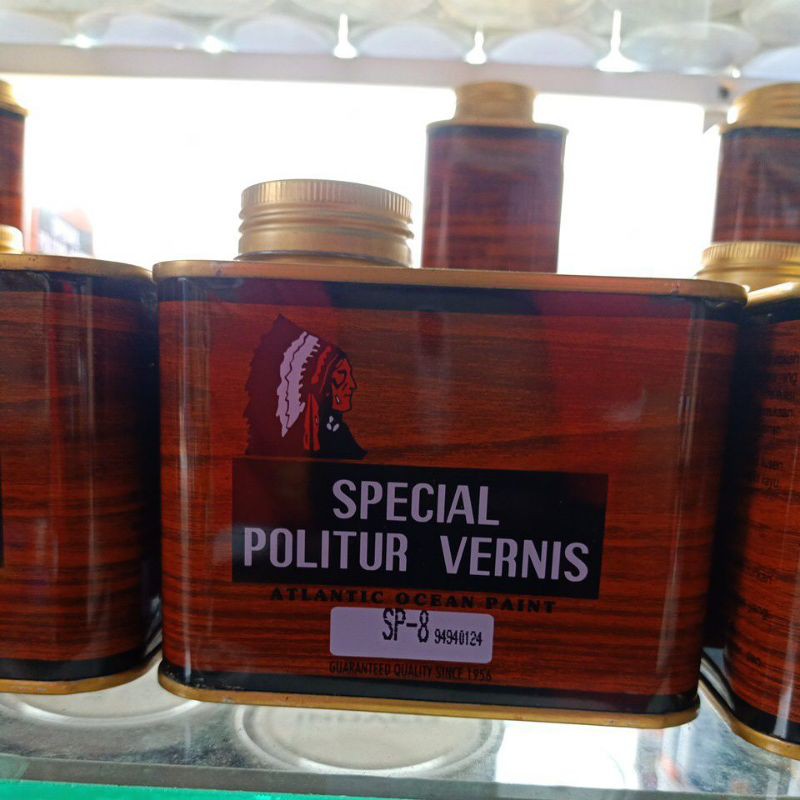 SPECIAL
POLITUR VERNIS
ATLANTIC OCEAN PAINT
SP-8 94940124
GUARANTEED QUALITY SINCE 1956